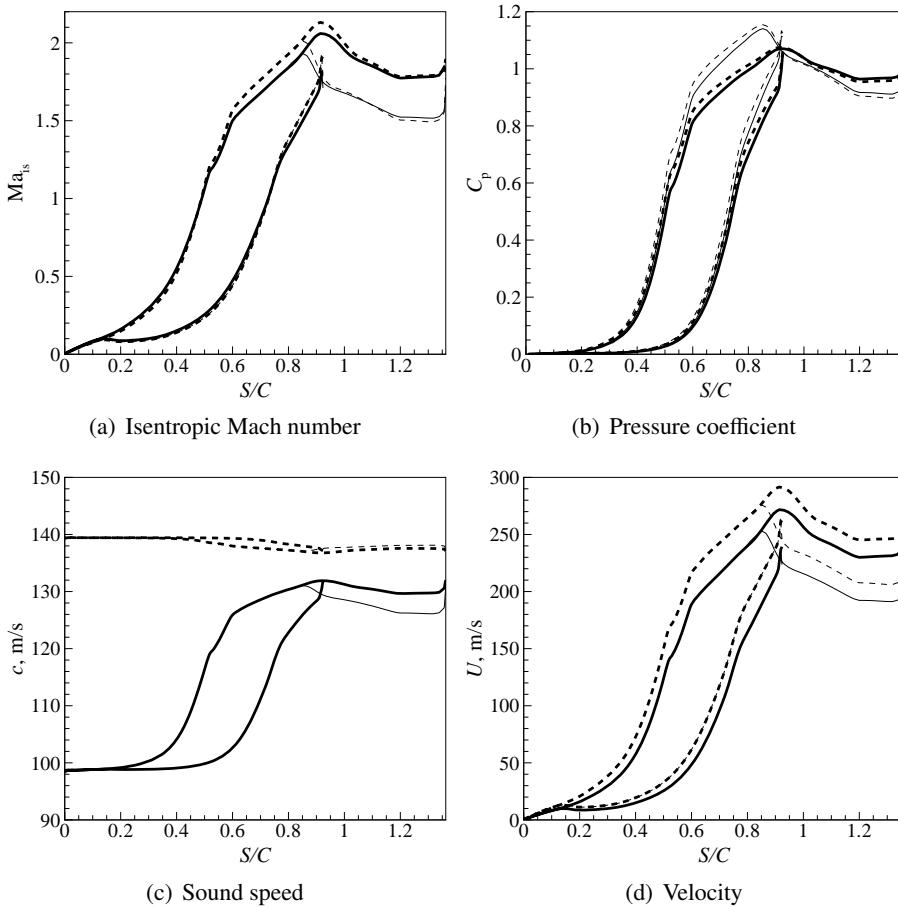 Ma_is
2
1.5
1
0.5
0
0 0.2 0.4 0.6 0.8 1 1.2
S/C
(a) Isentropic Mach number
C_p
1.2
1.0
0.8
0.6
0.4
0.2
0
0 0.2 0.4 0.6 0.8 1 1.2
S/C
(b) Pressure coefficient
c, m/s
150
140
130
120
110
100
90
0 0.2 0.4 0.6 0.8 1 1.2
S/C
(c) Sound speed
U, m/s
300
250
200
150
100
50
0
0 0.2 0.4 0.6 0.8 1 1.2
S/C
(d) Velocity